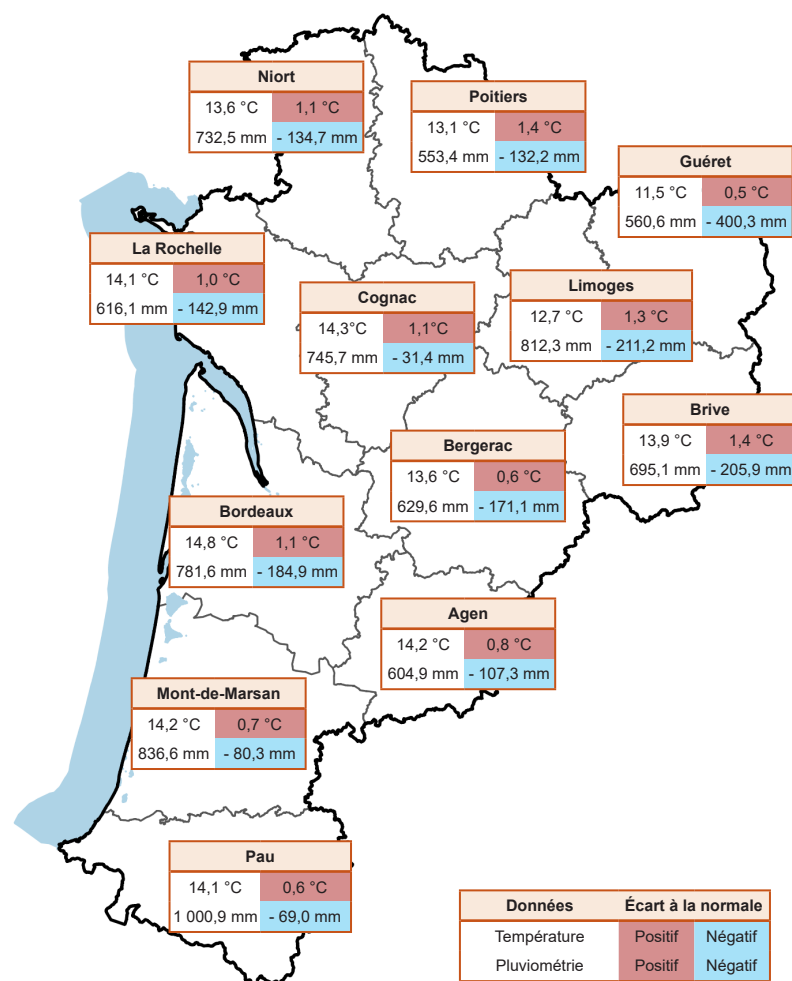 Niort
13,6 °C 1,1 °C
732,5 mm - 134,7 mm
Poitiers
13,1 °C 1,4 °C
553,4 mm - 132,2 mm
Guéret
11,5 °C 0,5 °C
560,6 mm - 400,3 mm
La Rochelle
14,1 °C 1,0 °C
616,1 mm - 142,9 mm
Cognac
14,3°C 1,1°C
745,7 mm - 31,4 mm
Limoges
12,7 °C 1,3 °C
812,3 mm - 211,2 mm
Brive
13,9 °C 1,4 °C
695,1 mm - 205,9 mm
Bergerac
13,6 °C 0,6 °C
629,6 mm - 171,1 mm
Bordeaux
14,8 °C 1,1 °C
781,6 mm - 184,9 mm
Agen
14,2 °C 0,8 °C
604,9 mm - 107,3 mm
Mont-de-Marsan
14,2 °C 0,7 °C
836,6 mm - 80,3 mm
Pau
14,1 °C 0,6 °C
1 000,9 mm - 69,0 mm
Données Écart à la normale
Température Positif Négatif
Pluviométrie Positif Négatif